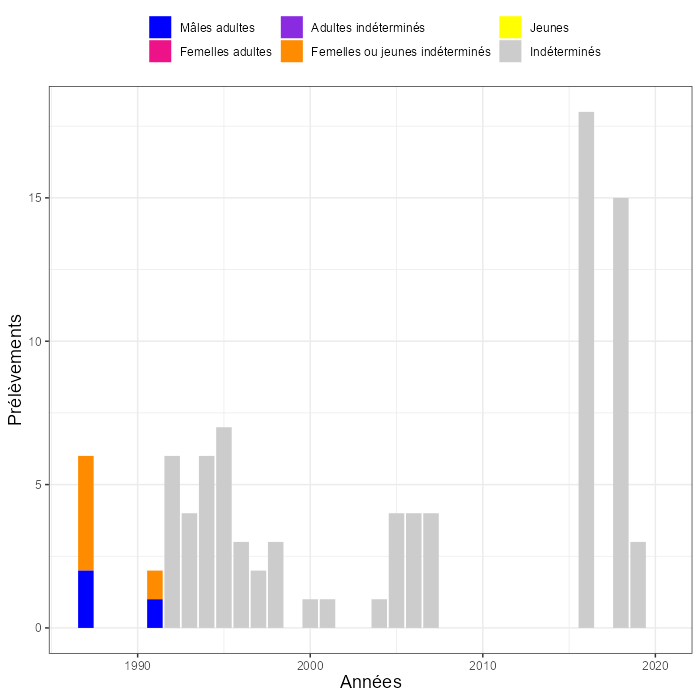 Mâles adultes
Adultes indéterminés
Jeunes
Femelles adultes
Femelles ou jeunes indéterminés
Indéterminés
15
10
5
0
Prélèvements
1990
2000
2010
2020
Années